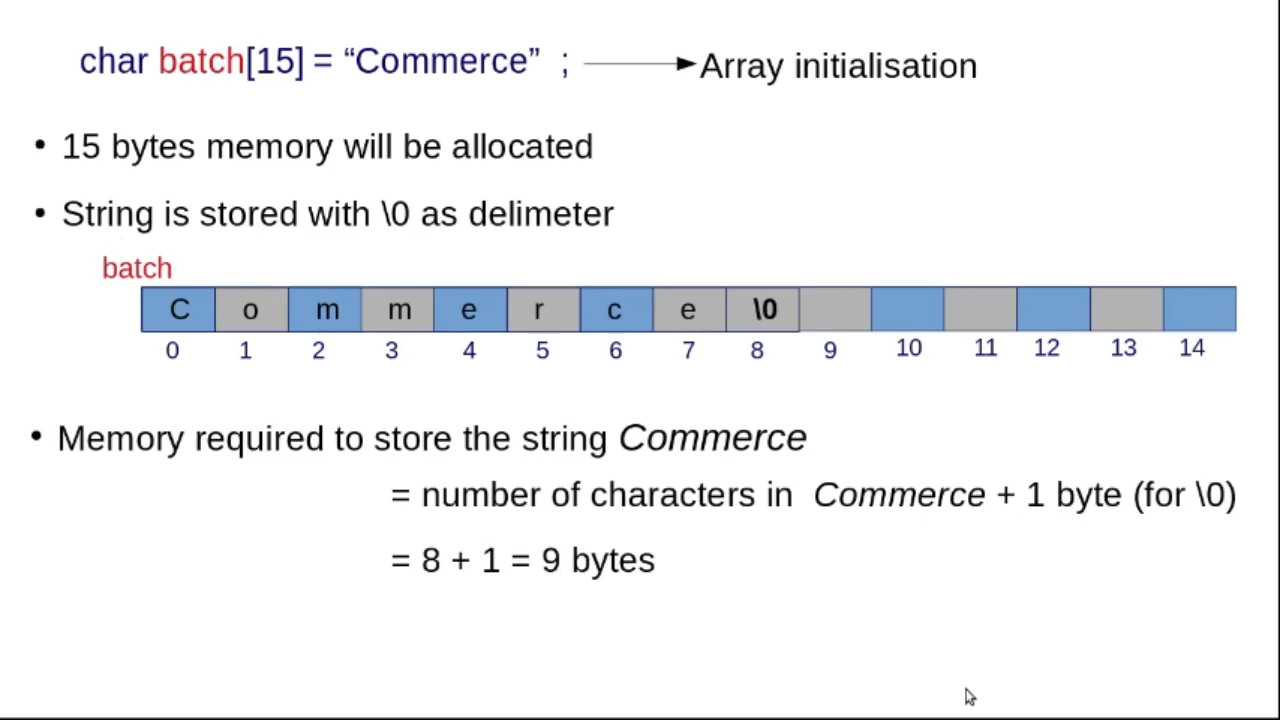 char batch[15] = “Commerce” ; Array initialisation
• 15 bytes memory will be allocated
• String is stored with \0 as delimeter
batch
C o m m e r c e \0
0 1 2 3 4 5 6 7 8 9 10 11 12 13 14
• Memory required to store the string Commerce
= number of characters in Commerce + 1 byte (for \0)
= 8 + 1 = 9 bytes